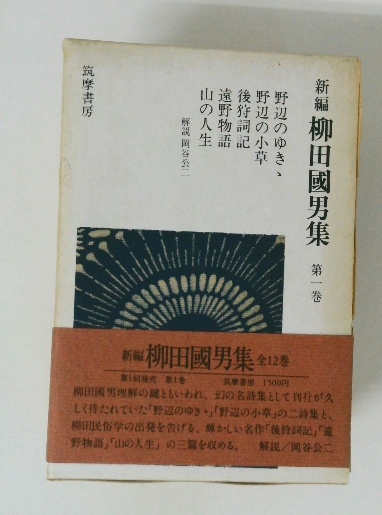 新編 柳田國男集 第一巻
野辺のゆきゝ
野辺の小草
後狩詞記
遠野物語
山の人生
解説 岡谷公二
筑摩書房
新編 柳田國男集 全12巻
第1回発売 第1巻 筑摩書房 1500円
柳田國男理解の鍵ともいわれ、幻の名詩集として刊行が久
しく待たれていた「野辺のゆきゝ」「野辺の小草」の二詩集と、
柳田民俗学の出発を告げる、輝かしい名作「後狩詞記」「遠
野物語」「山の人生」の三篇を収める。 解説/岡谷公二